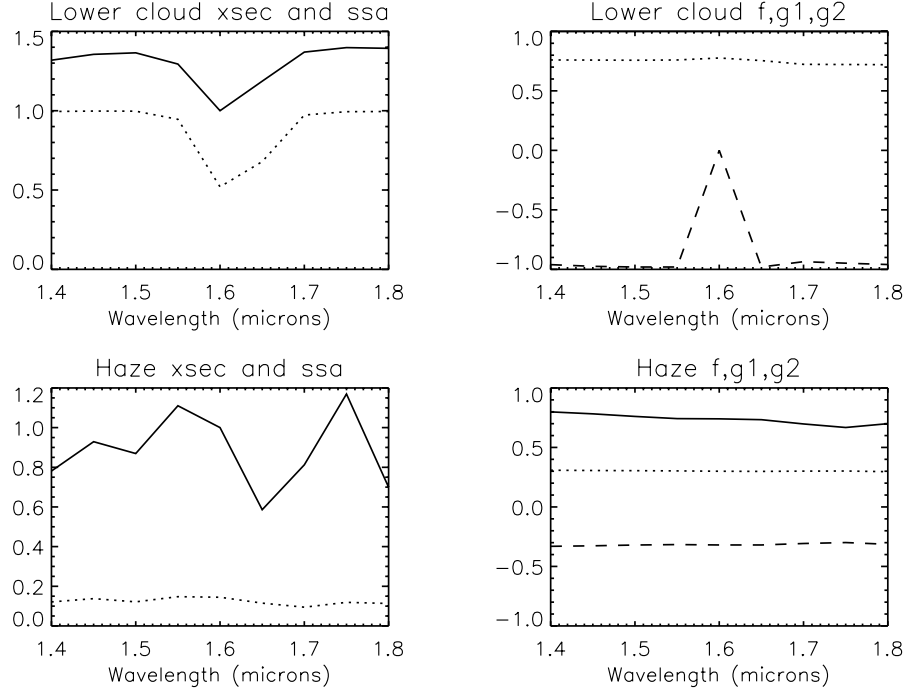 Lower cloud xsec and ssa
1.5
1.0
0.5
0.0
1.4 1.5 1.6 1.7 1.8
Wavelength (microns)
Lower cloud f,g1,g2
1.0
0.5
0.0
−0.5
−1.0
1.4 1.5 1.6 1.7 1.8
Wavelength (microns)
Haze xsec and ssa
1.2
1.0
0.8
0.6
0.4
0.2
0.0
1.4 1.5 1.6 1.7 1.8
Wavelength (microns)
Haze f,g1,g2
1.0
0.5
0.0
−0.5
−1.0
1.4 1.5 1.6 1.7 1.8
Wavelength (microns)